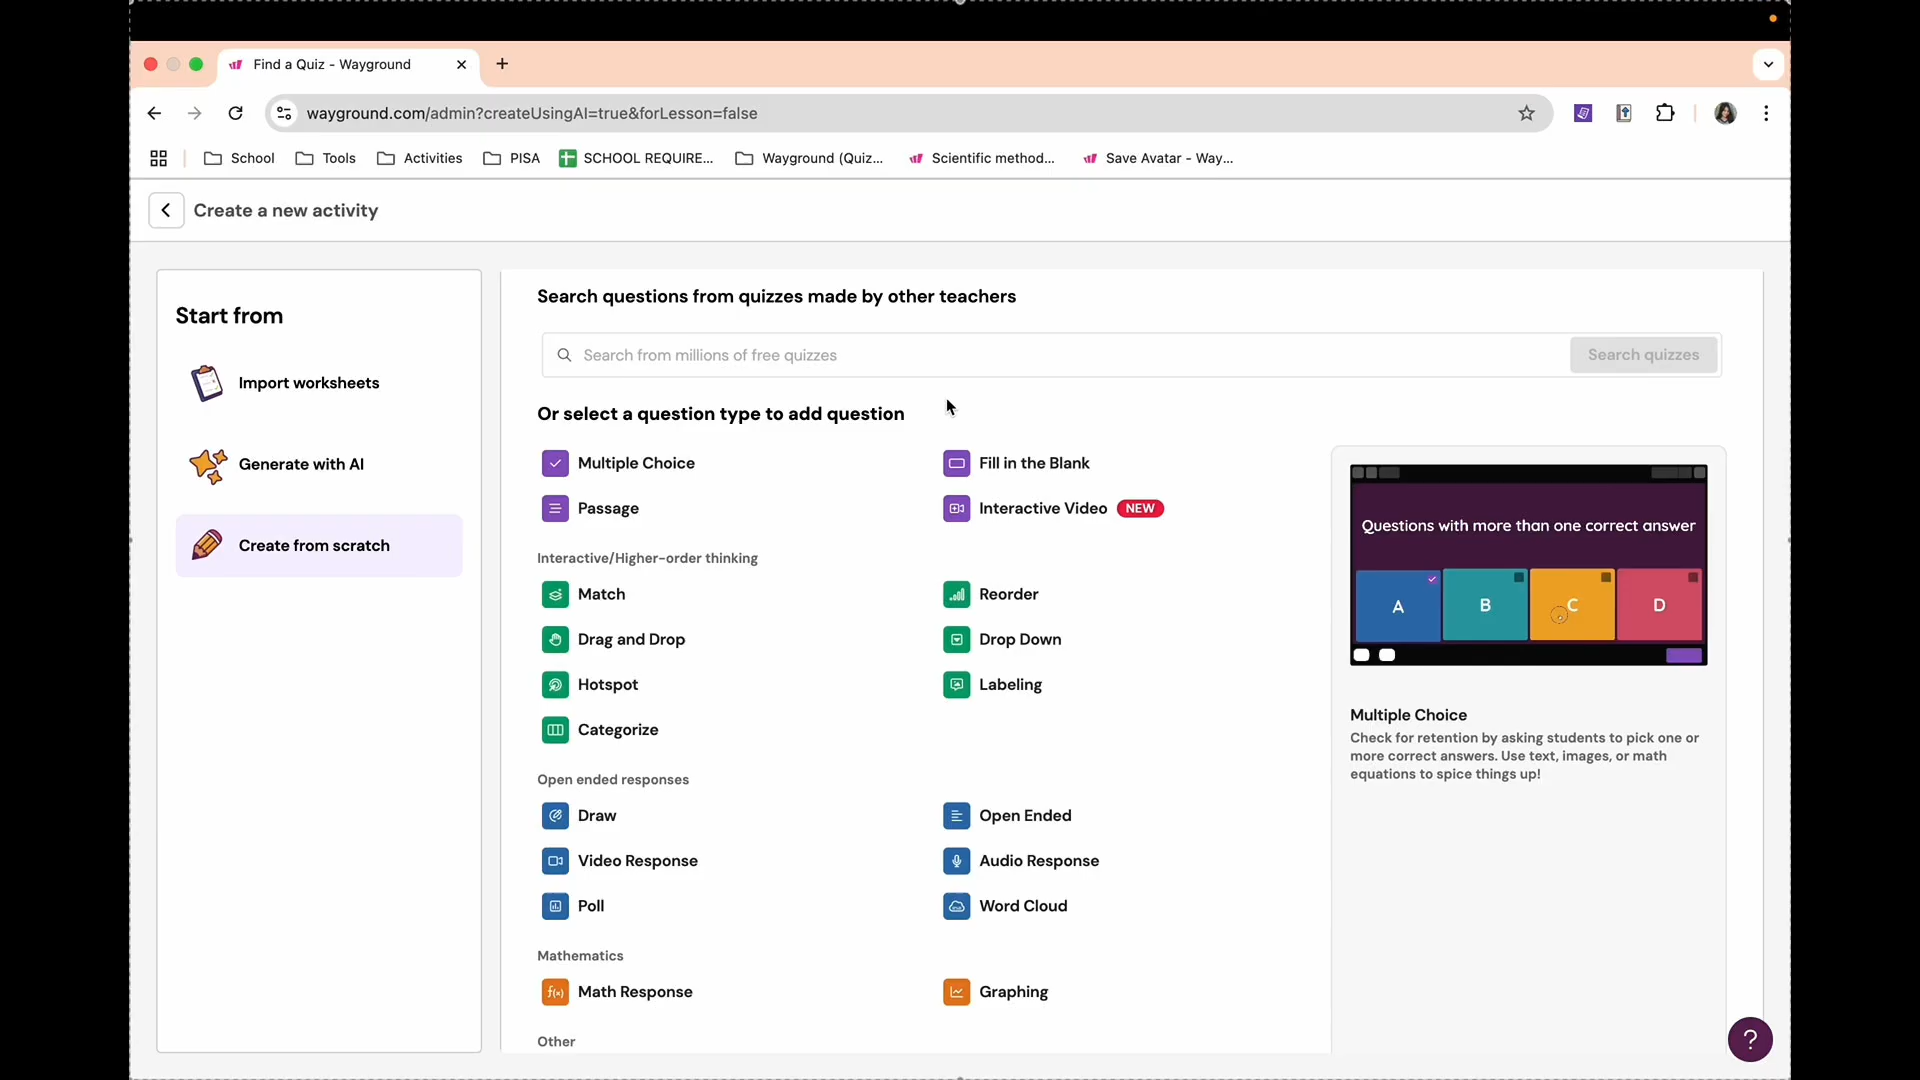 Find a Quiz - Wayground
wayground.com/admin?createUsingAI=true&forLesson=false
School
Tools
Activities
PISA
SCHOOL REQUIRE...
Wayground (Quiz...
Scientific method...
Save Avatar - Way...
Create a new activity
Start from
Import worksheets
Generate with AI
Create from scratch
Search questions from quizzes made by other teachers
Search from millions of free quizzes
Search quizzes
Or select a question type to add question
Multiple Choice
Fill in the Blank
Passage
Interactive Video NEW
Interactive/Higher-order thinking
Match
Reorder
Drag and Drop
Drop Down
Hotspot
Labeling
Categorize
Open ended responses
Draw
Open Ended
Video Response
Audio Response
Poll
Word Cloud
Mathematics
f(x) Math Response
Graphing
Other
Questions with more than one correct answer
A
B
C
D
Multiple Choice
Check for retention by asking students to pick one or
more correct answers. Use text, images, or math
equations to spice things up!
?